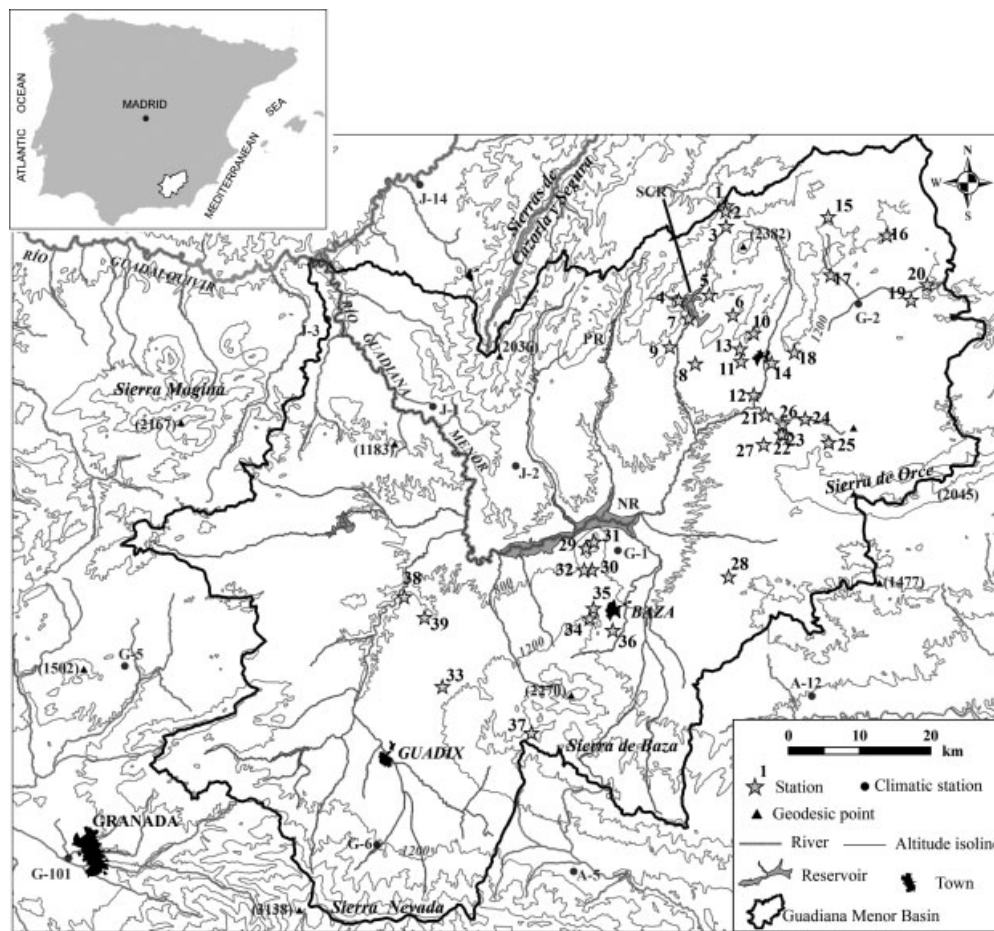 ATLANTIC OCEAN
MADRID
MEDITERRANEAN SEA
N
W
S
J-14
Sierras de
Cazorla y Segura
SCR
1
2
3
(2382)
15
16
RÍO GUADALQUIVIR
RÍO GUADIANA MENOR
4
5
6
7
17
20
19
G-2
1200
J-3
10
13
9
8
11
14
18
PR
(2036)
Sierra Magina
(2167)
J-1
(1183)
J-2
12
21
26
24
23
27
22
25
Sierra de Orce
(2045)
NR
29
31
G-1
32
30
28
(1477)
38
39
800
35
BAZA
34
36
1200
(1502)
G-5
33
(2270)
A-12
37
Sierra de Baza
GUADIX
GRANADA
G-101
G-6
1200
A-5
(3138)
Sierra Nevada
0 10 20
km
1
Station
Climatic station
Geodesic point
River
Altitude isoline
Reservoir
Town
Guadiana Menor Basin